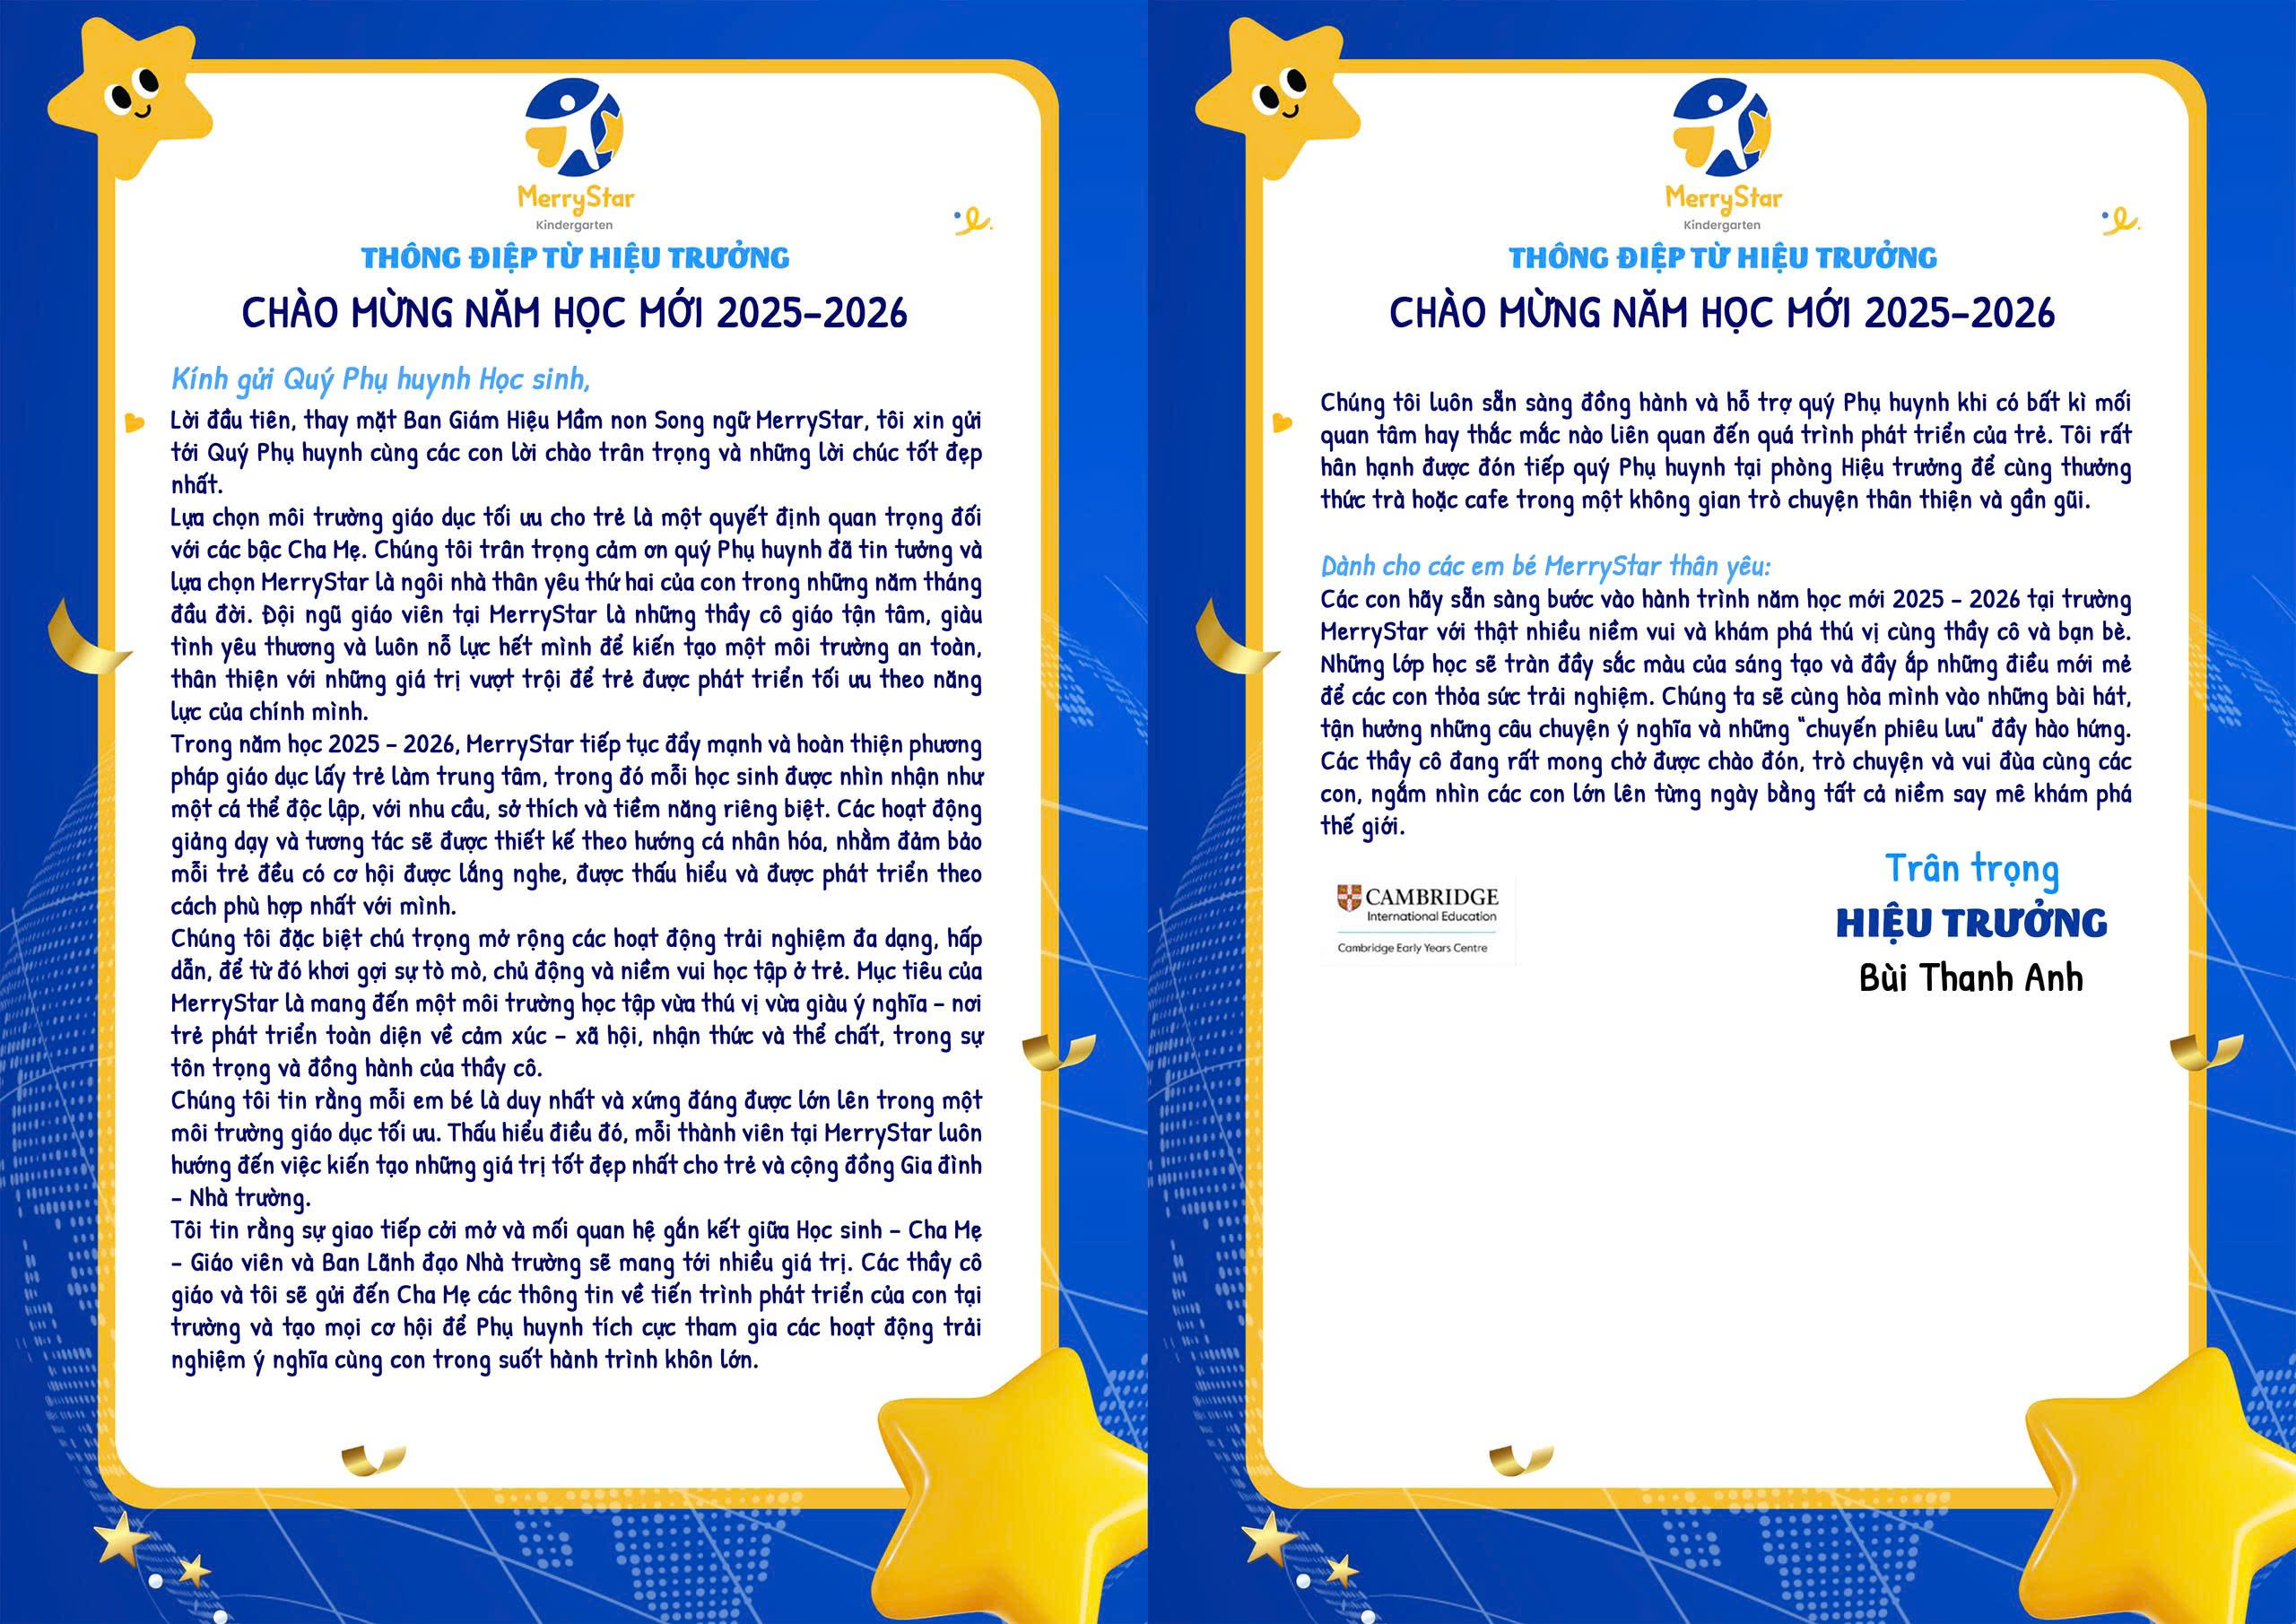 MerryStar
Kindergarten
THÔNG ĐIỆP TỪ HIỆU TRƯỞNG
CHÀO MỪNG NĂM HỌC MỚI 2025-2026
Kính gửi Quý Phụ huynh Học sinh,
Lời đầu tiên, thay mặt Ban Giám Hiệu Mầm non Song ngữ MerryStar, tôi xin gửi
tới Quý Phụ huynh cùng các con lời chào trân trọng và những lời chúc tốt đẹp
nhất.
Lựa chọn môi trường giáo dục tối ưu cho trẻ là một quyết định quan trọng đối
với các bậc Cha Mẹ. Chúng tôi trân trọng cảm ơn quý Phụ huynh đã tin tưởng và
lựa chọn MerryStar là ngôi nhà thân yêu thứ hai của con trong những năm tháng
đầu đời. Đội ngũ giáo viên tại MerryStar là những thầy cô giáo tận tâm, giàu
tình yêu thương và luôn nỗ lực hết mình để kiến tạo một môi trường an toàn,
thân thiện với những giá trị vượt trội để trẻ được phát triển tối ưu theo năng
lực của chính mình.
Trong năm học 2025 - 2026, MerryStar tiếp tục đẩy mạnh và hoàn thiện phương
pháp giáo dục lấy trẻ làm trung tâm, trong đó mỗi học sinh được nhìn nhận như
một cá thể độc lập, với nhu cầu, sở thích và tiềm năng riêng biệt. Các hoạt động
giảng dạy và tương tác sẽ được thiết kế theo hướng cá nhân hóa, nhằm đảm bảo
mỗi trẻ đều có cơ hội được lắng nghe, được thấu hiểu và được phát triển theo
cách phù hợp nhất với mình.
Chúng tôi đặc biệt chú trọng mở rộng các hoạt động trải nghiệm đa dạng, hấp
dẫn, để từ đó khơi gợi sự tò mò, chủ động và niềm vui học tập ở trẻ. Mục tiêu của
MerryStar là mang đến một môi trường học tập vừa thú vị vừa giàu ý nghĩa – nơi
trẻ phát triển toàn diện về cảm xúc – xã hội, nhận thức và thể chất, trong sự
tôn trọng và đồng hành của thầy cô.
Chúng tôi tin rằng mỗi em bé là duy nhất và xứng đáng được lớn lên trong một
môi trường giáo dục tối ưu. Thấu hiểu điều đó, mỗi thành viên tại MerryStar luôn
hướng đến việc kiến tạo những giá trị tốt đẹp nhất cho trẻ và cộng đồng Gia đình
– Nhà trường.
Tôi tin rằng sự giao tiếp cởi mở và mối quan hệ gắn kết giữa Học sinh – Cha Mẹ
– Giáo viên và Ban Lãnh đạo Nhà trường sẽ mang tới nhiều giá trị. Các thầy cô
giáo và tôi sẽ gửi đến Cha Mẹ các thông tin về tiến trình phát triển của con tại
trường và tạo mọi cơ hội để Phụ huynh tích cực tham gia các hoạt động trải
nghiệm ý nghĩa cùng con trong suốt hành trình khôn lớn.
MerryStar
Kindergarten
THÔNG ĐIỆP TỪ HIỆU TRƯỞNG
CHÀO MỪNG NĂM HỌC MỚI 2025-2026
Chúng tôi luôn sẵn sàng đồng hành và hỗ trợ quý Phụ huynh khi có bất kì mối
quan tâm hay thắc mắc nào liên quan đến quá trình phát triển của trẻ. Tôi rất
hân hạnh được đón tiếp quý Phụ huynh tại phòng Hiệu trưởng để cùng thưởng
thức trà hoặc cafe trong một không gian trò chuyện thân thiện và gần gũi.
Dành cho các em bé MerryStar thân yêu:
Các con hãy sẵn sàng bước vào hành trình năm học mới 2025 - 2026 tại trường
MerryStar với thật nhiều niềm vui và khám phá thú vị cùng thầy cô và bạn bè.
Những lớp học sẽ tràn đầy sắc màu của sáng tạo và đầy ắp những điều mới mẻ
để các con thỏa sức trải nghiệm. Chúng ta sẽ cùng hòa mình vào những bài hát,
tận hưởng những câu chuyện ý nghĩa và những "chuyến phiêu lưu" đầy hào hứng.
Các thầy cô đang rất mong chờ được chào đón, trò chuyện và vui đùa cùng các
con, ngắm nhìn các con lớn lên từng ngày bằng tất cả niềm say mê khám phá
thế giới.
Trân trọng
HIỆU TRƯỞNG
Bùi Thanh Anh
CAMBRIDGE
International Education
Cambridge Early Years Centre